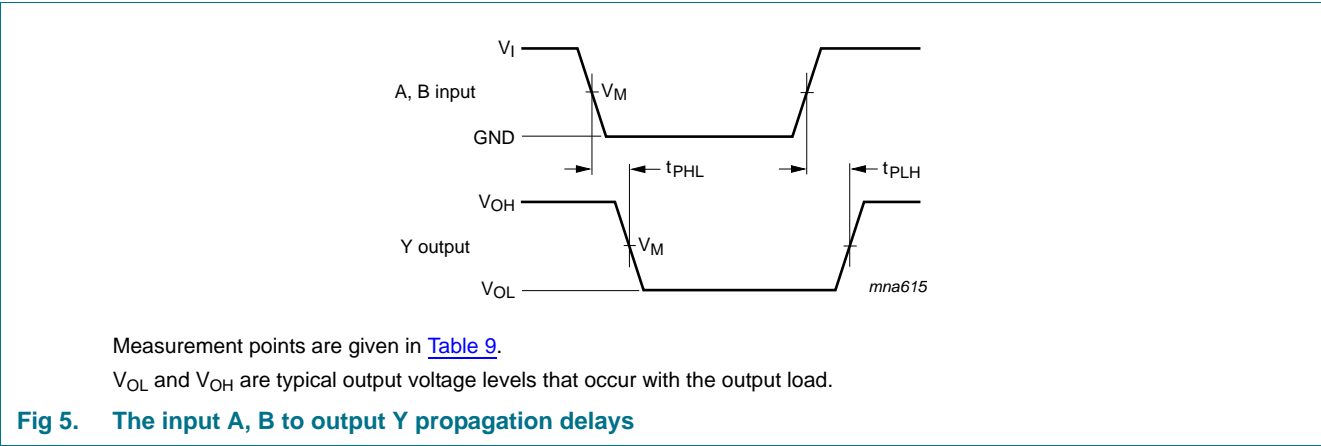 VI
A, B input
VM
GND
tPHL
tPLH
VOH
Y output
VM
VOL
mna615
Measurement points are given in Table 9.
VOL and VOH are typical output voltage levels that occur with the output load.
Fig 5. The input A, B to output Y propagation delays